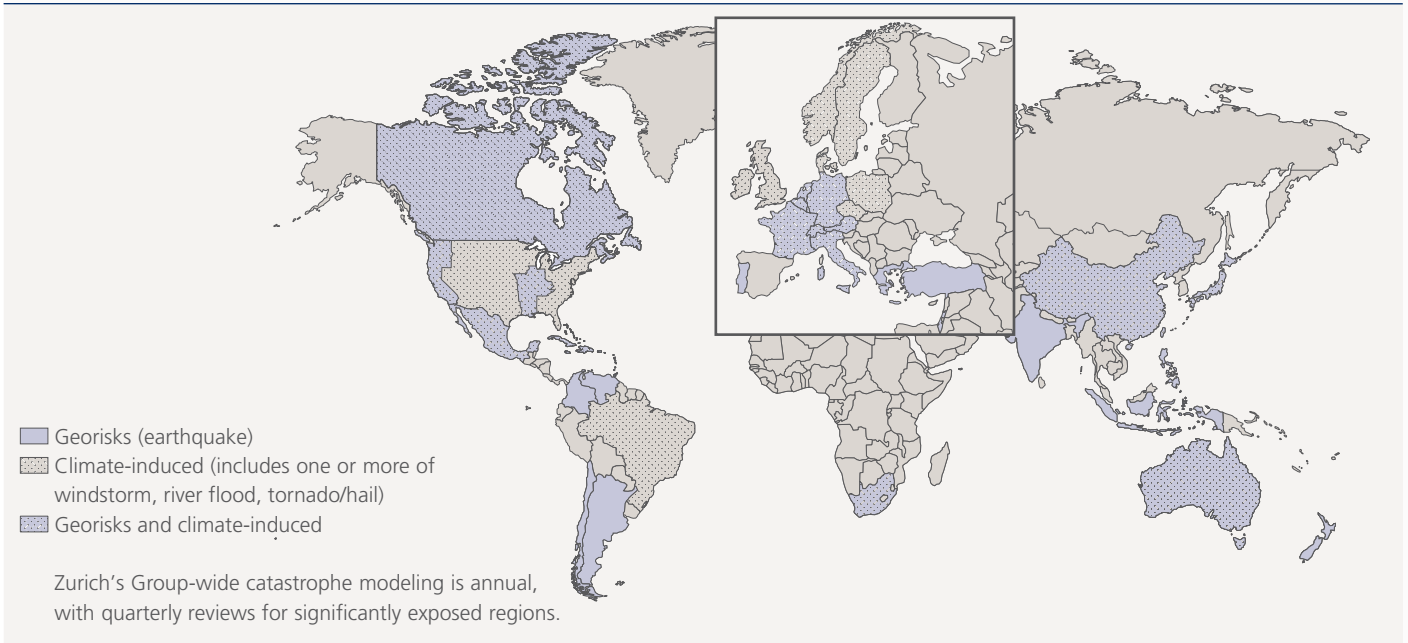 Georisks (earthquake)
Climate-induced (includes one or more of
windstorm, river flood, tornado/hail)
Georisks and climate-induced
Zurich’s Group-wide catastrophe modeling is annual,
with quarterly reviews for significantly exposed regions.